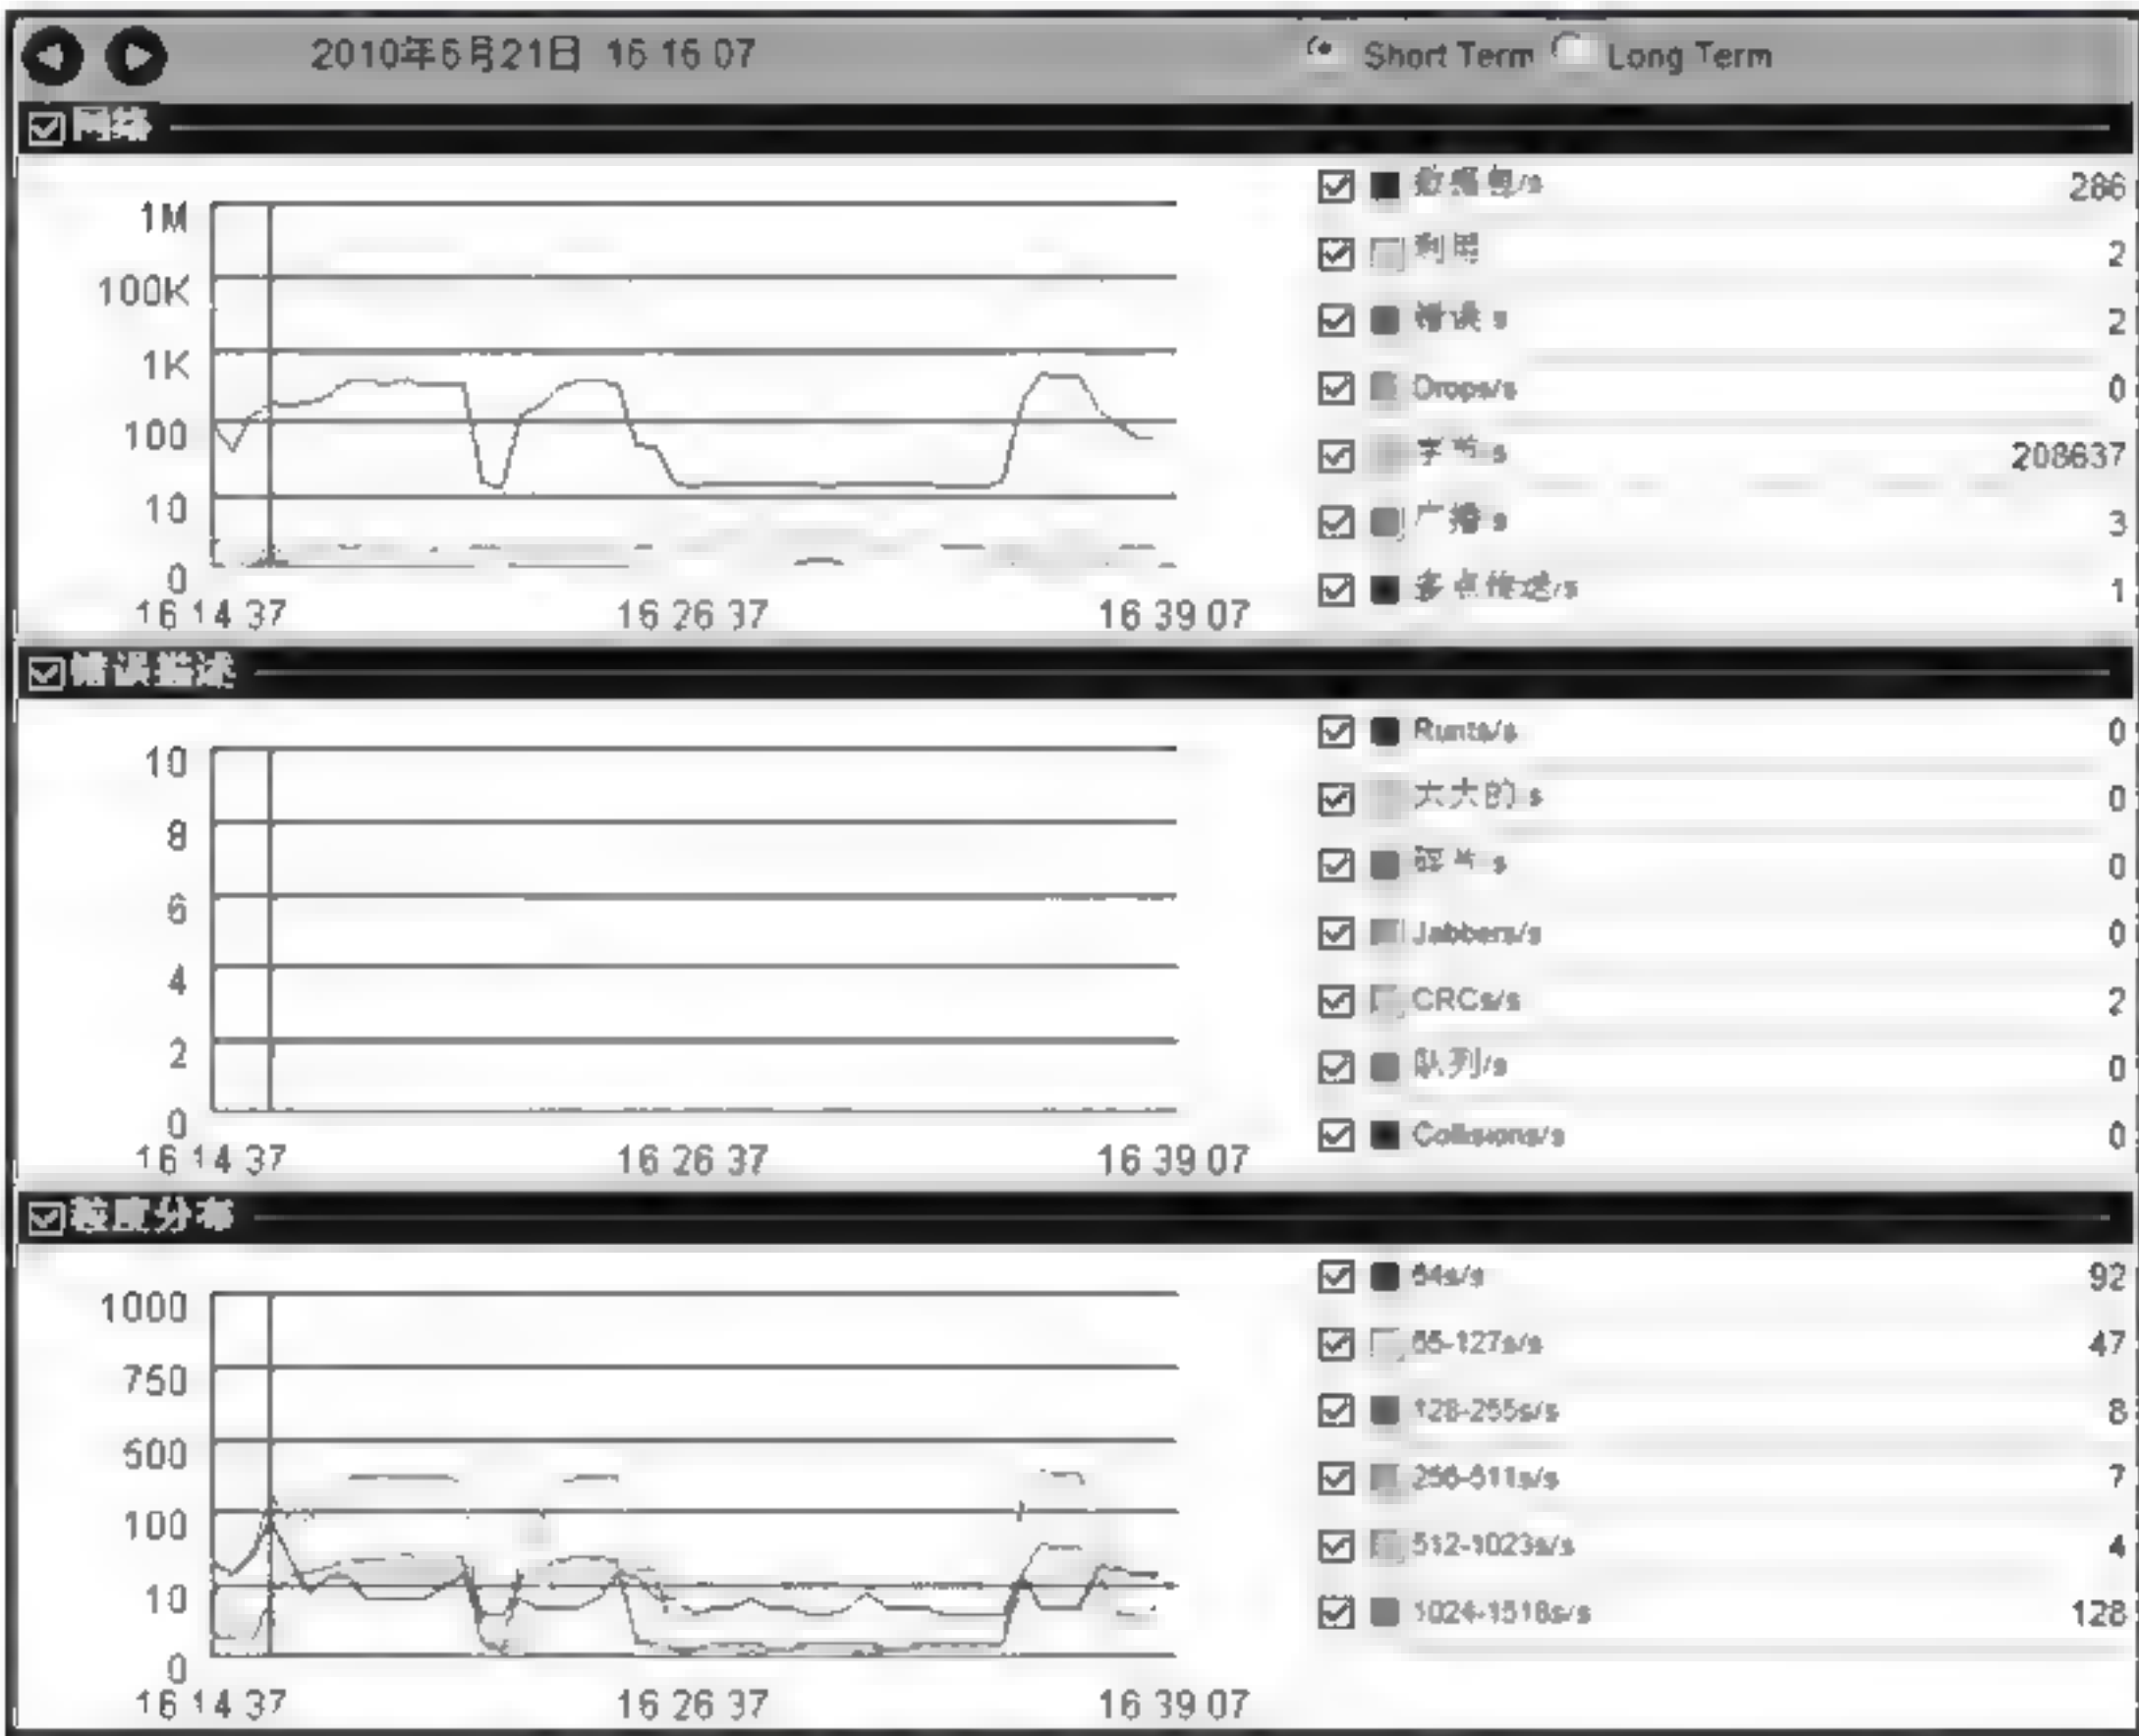 2010年6月21日 16 16 07 Short Term Long Term
网络
1M
100K
1K
100
10
0
16 14 37 16 26 37 16 39 07
数据包/s 286
利用 2
错误 s 2
Drops/s 0
字节 s 208637
广播 s 3
多点传送/s 1
错误描述
10
8
6
4
2
0
16 14 37 16 26 37 16 39 07
Runts/s 0
太大的 s 0
碎片 s 0
Jabbers/s 0
CRCs/s 2
队列/s 0
Collisions/s 0
粒度分布
1000
750
500
100
10
0
16 14 37 16 26 37 16 39 07
64s/s 92
65-127s/s 47
128-255s/s 8
256-511s/s 7
512-1023s/s 4
1024-1518s/s 128